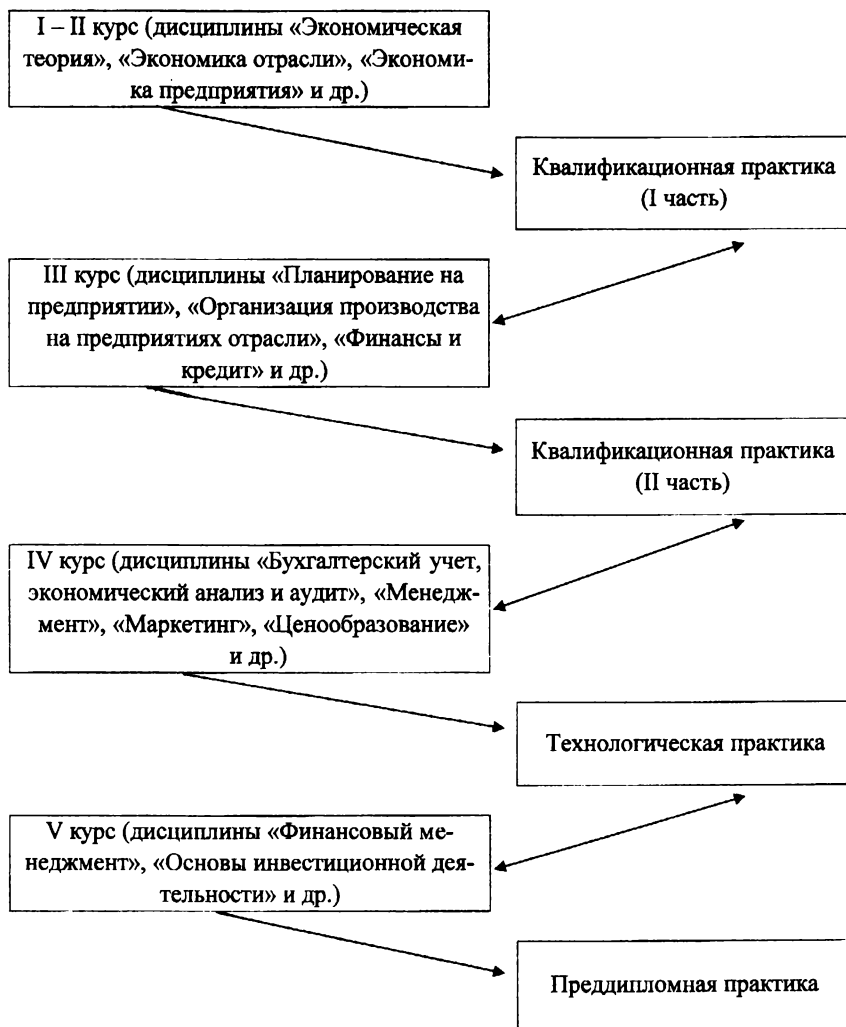 I – II курс (дисциплины «Экономическая
теория», «Экономика отрасли», «Экономи-
ка предприятия» и др.)
Квалификационная практика
(I часть)
III курс (дисциплины «Планирование на
предприятии», «Организация производства
на предприятиях отрасли», «Финансы и
кредит» и др.)
Квалификационная практика
(II часть)
IV курс (дисциплины «Бухгалтерский учет,
экономический анализ и аудит», «Менедж-
мент», «Маркетинг», «Ценообразование»
и др.)
Технологическая практика
V курс (дисциплины «Финансовый ме-
неджмент», «Основы инвестиционной дея-
тельности» и др.)
Преддипломная практика